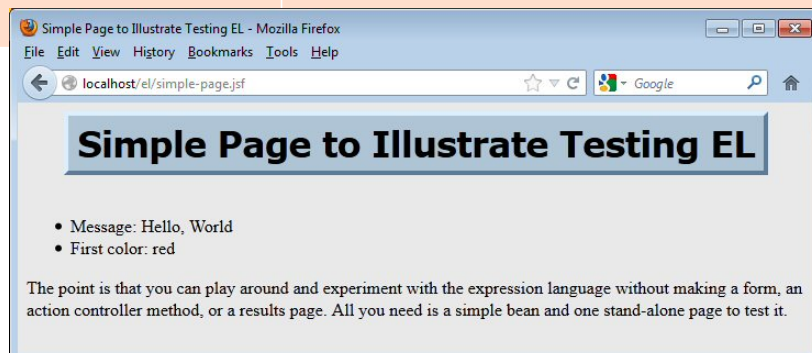 Simple Page to Illustrate Testing EL - Mozilla Firefox
File Edit View History Bookmarks Tools Help
localhost/el/simple-page.jsf
Google
Simple Page to Illustrate Testing EL
• Message: Hello, World
• First color: red
The point is that you can play around and experiment with the expression language without making a form, an
action controller method, or a results page. All you need is a simple bean and one stand-alone page to test it.